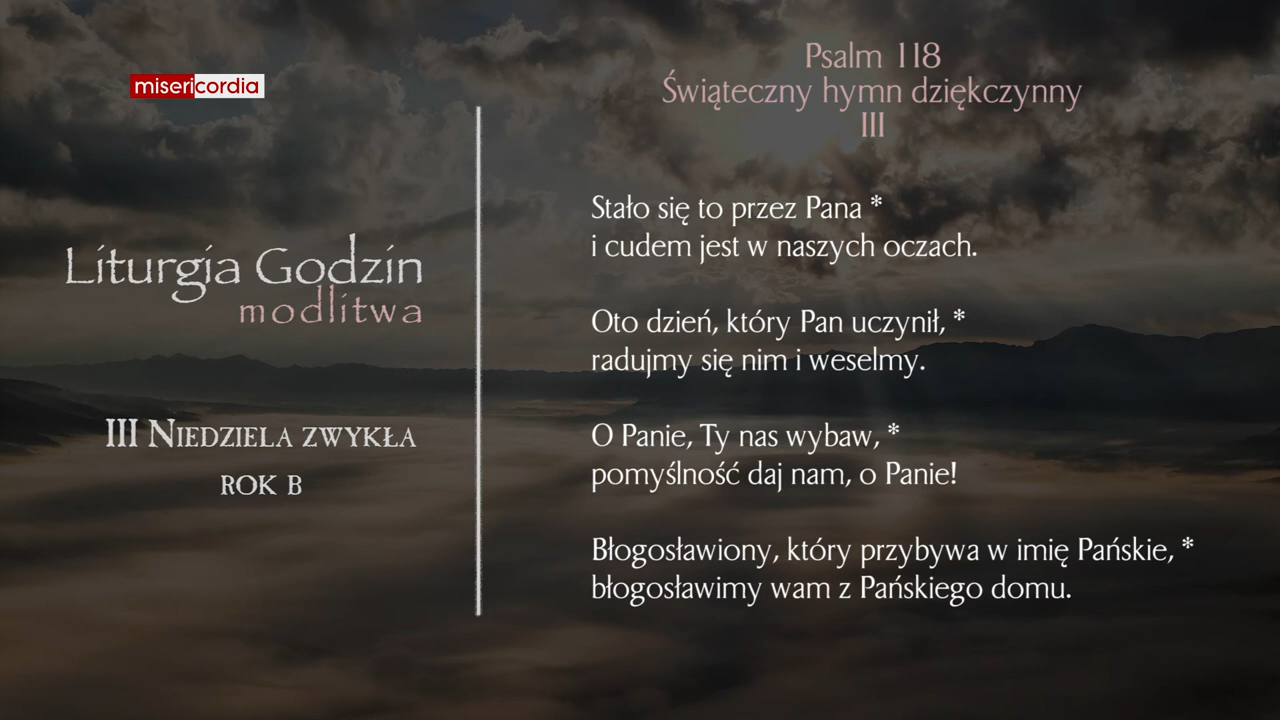 misericordia
Liturgia Godzin
modlitwa
III Niedziela zwykła
rok B
Psalm 118
Świąteczny hymn dziękczynny
III
Stało się to przez Pana *
i cudem jest w naszych oczach.
Oto dzień, który Pan uczynił, *
radujmy się nim i weselmy.
O Panie, Ty nas wybaw, *
pomyślność daj nam, o Panie!
Błogosławiony, który przybywa w imię Pańskie, *
błogosławimy wam z Pańskiego domu.